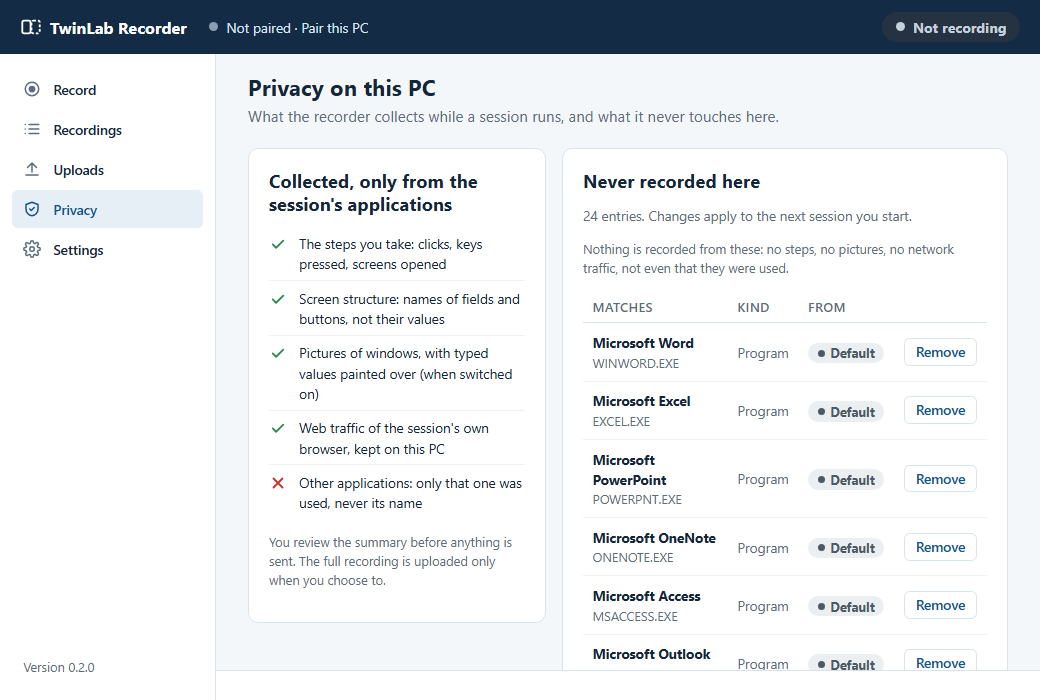 TwinLab Recorder
Not paired · Pair this PC
Not recording
Record
Recordings
Uploads
Privacy
Settings
Version 0.2.0
Privacy on this PC
What the recorder collects while a session runs, and what it never touches here.
Collected, only from the
session's applications
The steps you take: clicks, keys
pressed, screens opened
Screen structure: names of fields and
buttons, not their values
Pictures of windows, with typed
values painted over (when switched
on)
Web traffic of the session's own
browser, kept on this PC
Other applications: only that one was
used, never its name
You review the summary before anything is
sent. The full recording is uploaded only
when you choose to.
Never recorded here
24 entries. Changes apply to the next session you start.
Nothing is recorded from these: no steps, no pictures, no network
traffic, not even that they were used.
MATCHES KIND FROM
Microsoft Word
WINWORD.EXE
Program Default Remove
Microsoft Excel
EXCEL.EXE
Program Default Remove
Microsoft
PowerPoint
POWERPNT.EXE
Program Default Remove
Microsoft OneNote
ONENOTE.EXE
Program Default Remove
Microsoft Access
MSACCESS.EXE
Program Default Remove
Microsoft Outlook
Program Default Remove